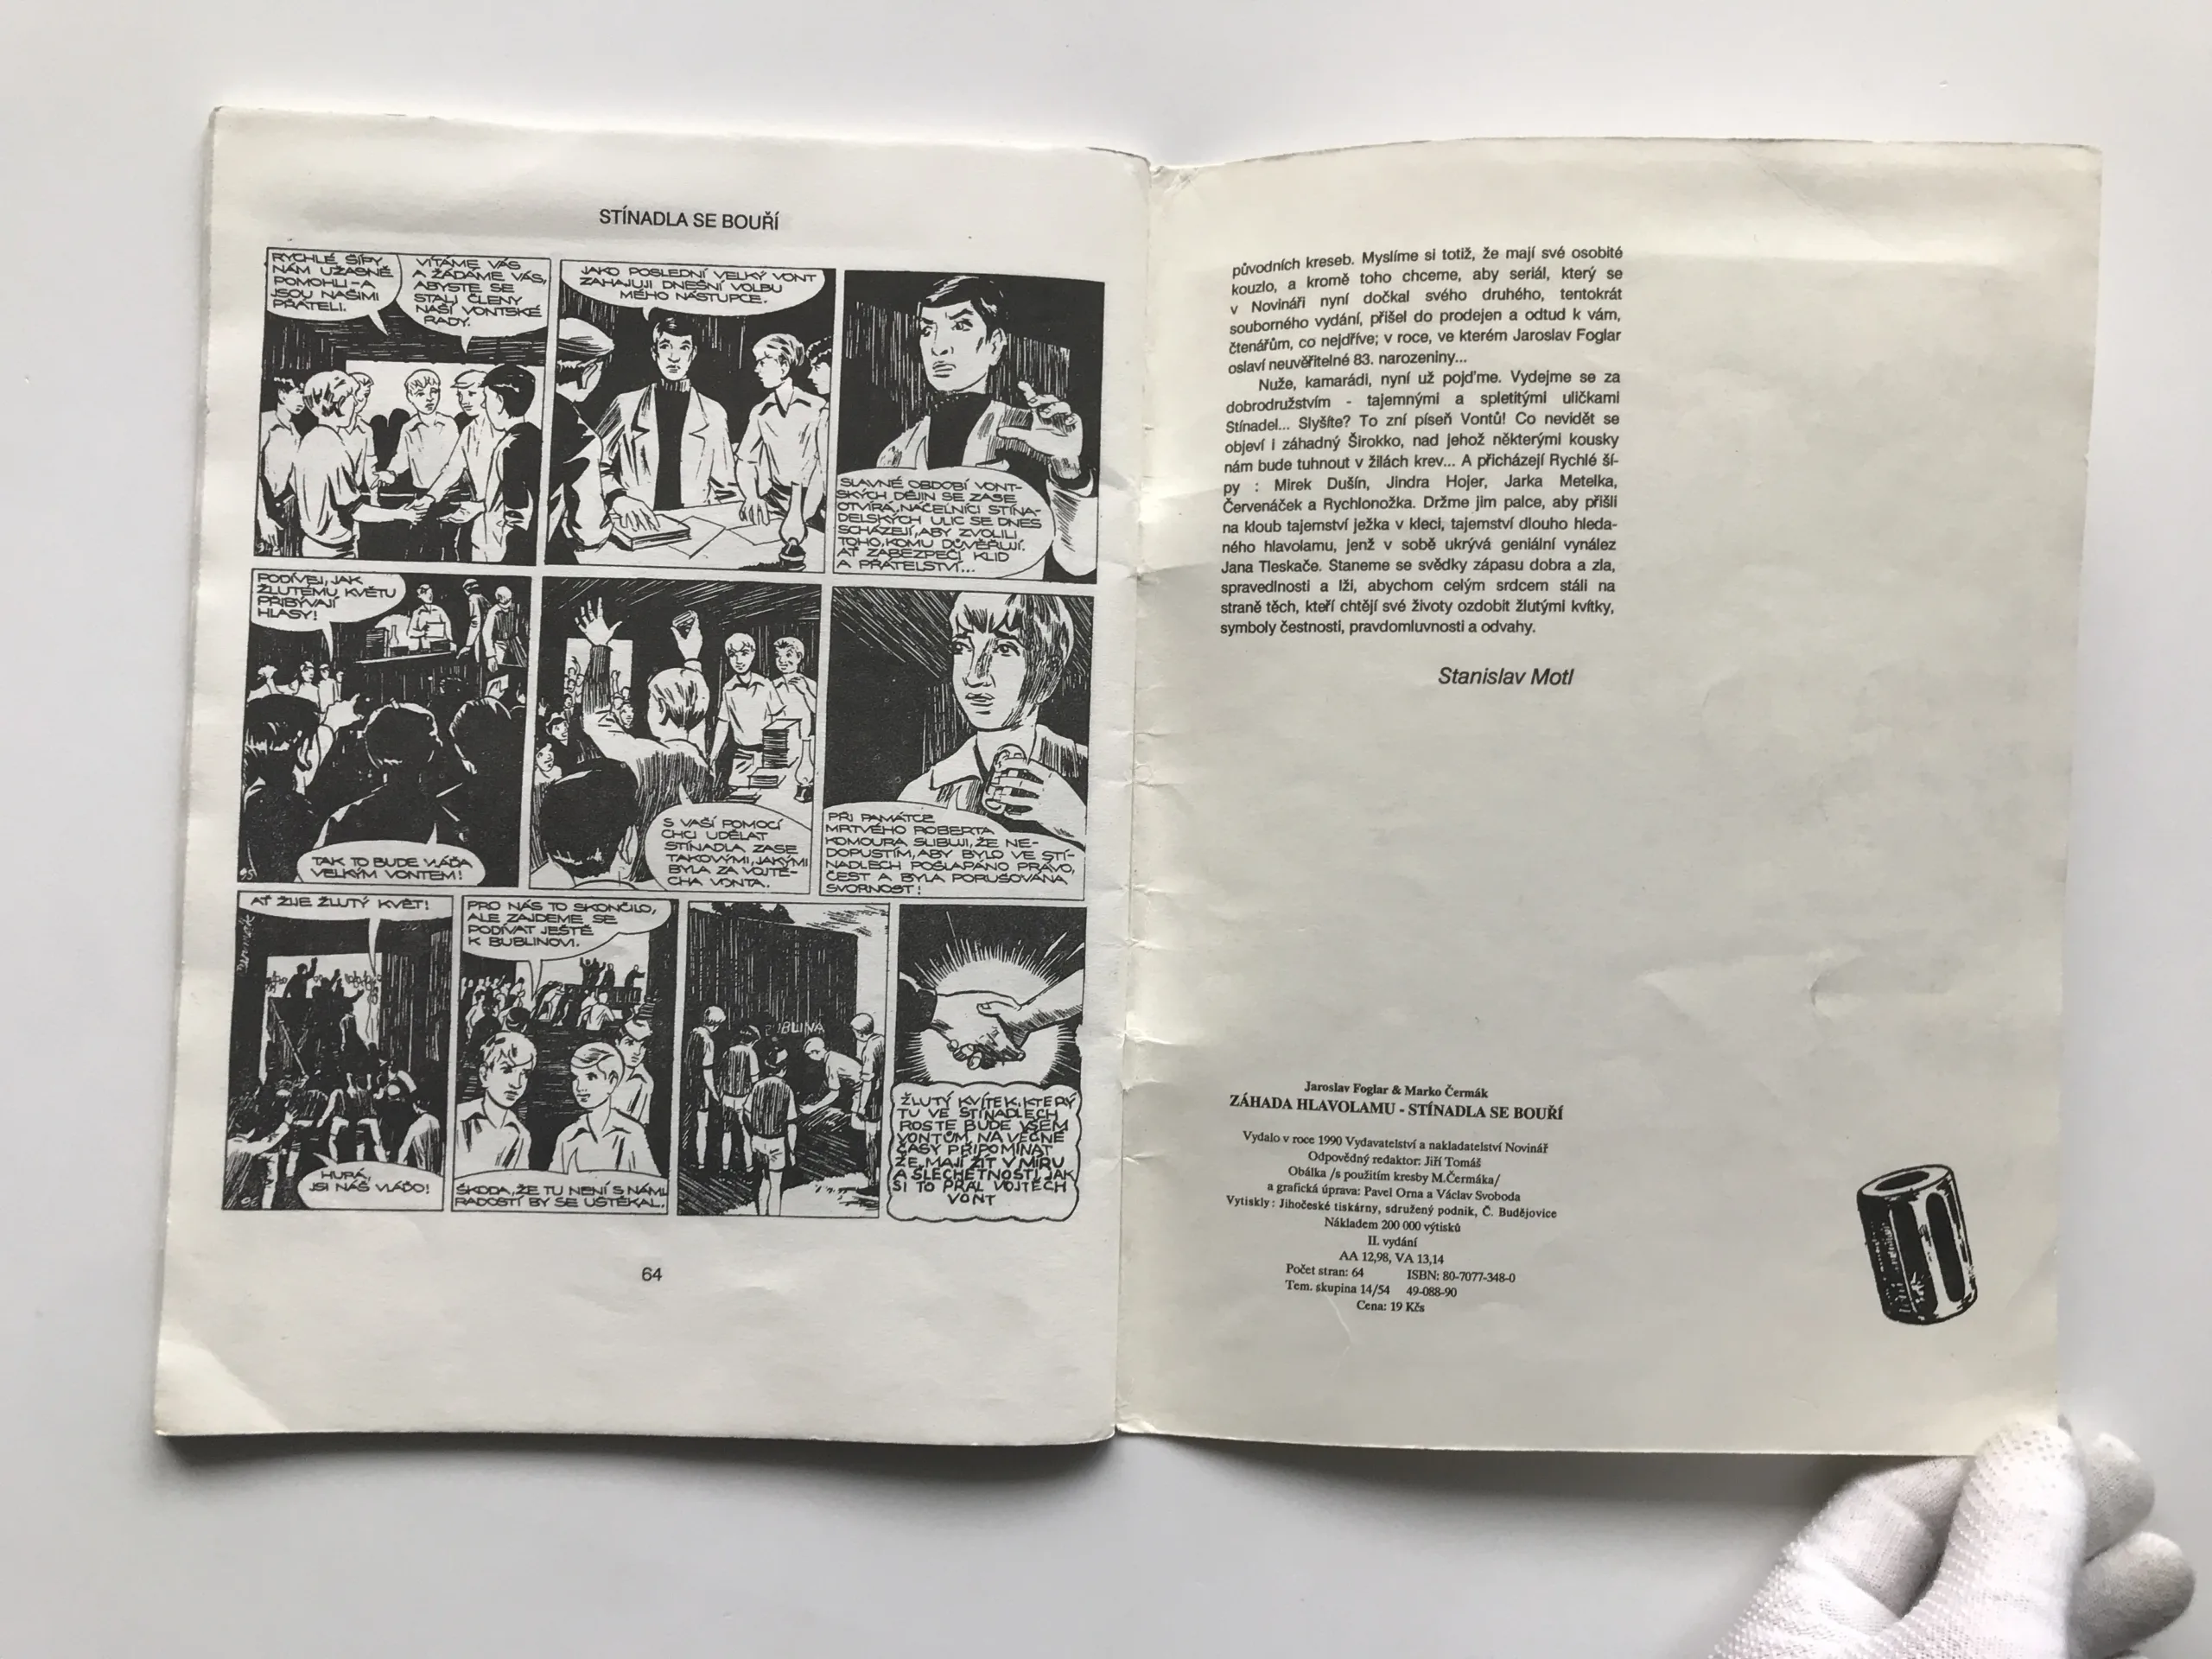 STÍNADLA SE BOUŘÍ
RYCHLÉ ŠÍPY
NÁM ÚŽASNĚ
POMOHLI – A
JSOU NAŠIMI
PŘÁTELI.
VÍTÁME VÁS
A ŽÁDÁME VÁS,
ABYSTE SE
STALI ČLENY
NAŠÍ VONTSKÉ
RADY.
JAKO POSLEDNÍ VELKÝ VONT
ZAHAJUJI DNEŠNÍ VOLBU
MÉHO NÁSTUPCE.
SLAVNÉ OBDOBÍ VONT-
SKÝCH DĚJIN SE ZASE
OTVÍRÁ, NÁČELNÍCI STÍNA-
DELSKÝCH ULIC SE DNES
SCHÁZEJÍ, ABY ZVOLILI
TOHO, KOMU DŮVĚŘUJÍ.
AŤ ZABEZPEČÍ KLID
A PŘÁTELSTVÍ...
PODÍVEJ, JAK
ŽLUTÉMU KVĚTU
PŘIBÝVAJÍ
HLASY!
TAK TO BUDE VLÁĎA
VELKÝM VONTEM!
95
S VAŠÍ POMOCÍ
CHCI UDĚLAT
STÍNADLA ZASE
TAKOVÝMI, JAKÝMI
BYLA ZA VOJTĚ-
CHA VONTA.
PŘI PAMÁTCE
MRTVÉHO ROBERTA
KOMOURA SLIBUJI, ŽE NE-
DOPUSTÍM, ABY BYLO VE STÍ-
NADLECH POŠLAPÁNO PRÁVO,
ČEST A BYLA PORUŠOVÁNA
SVORNOST!
AŤ ŽIJE ŽLUTÝ KVĚT!
HURÁ,
JSI NÁŠ VLÁĎO!
96
PRO NÁS TO SKONČILO,
ALE ZAJDEME SE
PODÍVAT JEŠTĚ
K BUBLINOVI.
ŠKODA, ŽE TU NENÍ S NÁMI,
RADOSTÍ BY SE UŠTĚKAL.
BUBLINA
ŽLUTÝ KVÍTEK, KTERÝ
TU VE STÍNADLECH
ROSTE BUDE VŠEM
VONTŮM, NA VĚČNÉ
ČASY PŘIPOMÍNAT
ŽE MAJÍ ŽÍT V MÍRU
A ŠLECHETNOSTI, JAK
SI TO PŘÁL VOJTĚCH
VONT
64
původních kreseb. Myslíme si totiž, že mají své osobité
kouzlo, a kromě toho chceme, aby seriál, který se
v Novináři nyní dočkal svého druhého, tentokrát
souborného vydání, přišel do prodejen a odtud k vám,
čtenářům, co nejdříve; v roce, ve kterém Jaroslav Foglar
oslaví neuvěřitelné 83. narozeniny...
Nuže, kamarádi, nyní už pojďme. Vydejme se za
dobrodružstvím - tajemnými a spletitými uličkami
Stínadel... Slyšíte? To zní píseň Vontů! Co nevidět se
objeví i záhadný Širokko, nad jehož některými kousky
nám bude tuhnout v žilách krev... A přicházejí Rychlé ší-
py : Mirek Dušín, Jindra Hojer, Jarka Metelka,
Červenáček a Rychlonožka. Držme jim palce, aby přišli
na kloub tajemství ježka v kleci, tajemství dlouho hleda-
ného hlavolamu, jenž v sobě ukrývá geniální vynález
Jana Tleskače. Staneme se svědky zápasu dobra a zla,
spravedlnosti a lži, abychom celým srdcem stáli na
straně těch, kteří chtějí své životy ozdobit žlutými kvítky,
symboly čestnosti, pravdomluvnosti a odvahy.
Stanislav Motl
Jaroslav Foglar & Marko Čermák
ZÁHADA HLAVOLAMU - STÍNADLA SE BOUŘÍ
Vydalo v roce 1990 Vydavatelství a nakladatelství Novinář
Odpovědný redaktor: Jiří Tomáš
Obálka /s použitím kresby M.Čermáka/
a grafická úprava: Pavel Orna a Václav Svoboda
Vytiskly : Jihočeské tiskárny, sdružený podnik, Č. Budějovice
Nákladem 200 000 výtisků
II. vydání
AA 12,98, VA 13,14
Počet stran: 64 ISBN: 80-7077-348-0
Tem. skupina 14/54 49-088-90
Cena: 19 Kčs